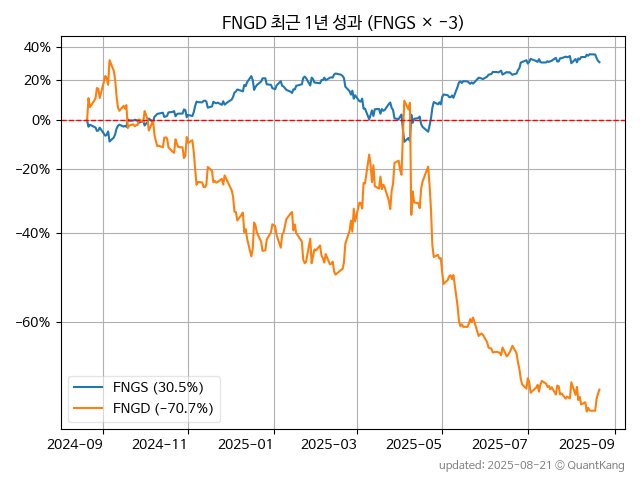 FNGD 최근 1년 성과 (FNGS × −3)
40%
20%
0%
−20%
−40%
−60%
FNGS (30.5%)
FNGD (−70.7%)
2024-09 2024-11 2025-01 2025-03 2025-05 2025-07 2025-09
updated: 2025-08-21 © QuantKang